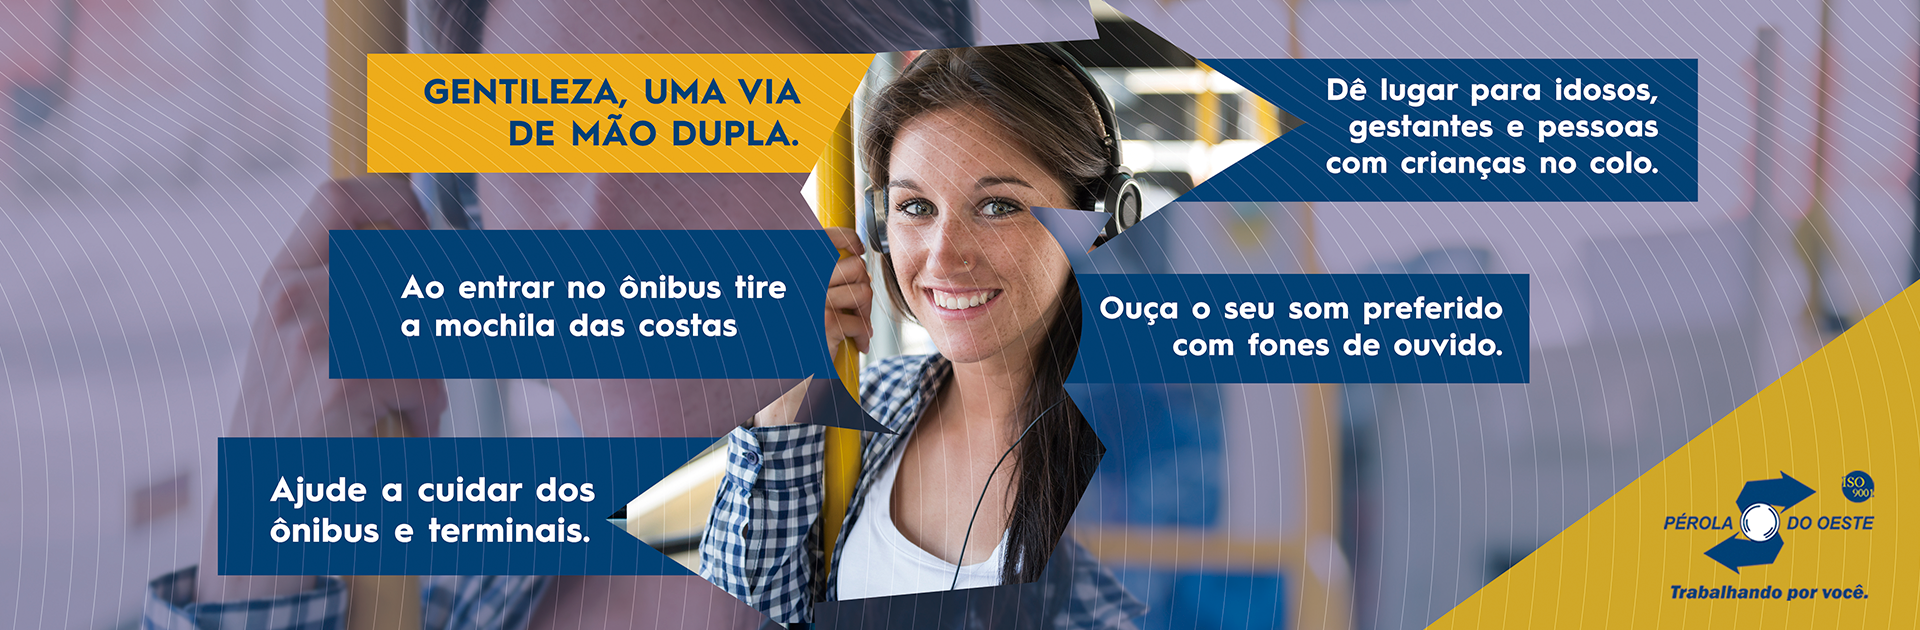 GENTILEZA, UMA VIA
DE MÃO DUPLA.
Dê lugar para idosos,
gestantes e pessoas
com crianças no colo.
Ao entrar no ônibus tire
a mochila das costas
Ouça o seu som preferido
com fones de ouvido.
Ajude a cuidar dos
ônibus e terminais.
ISO
9001
PÉROLA DO OESTE
Trabalhando por você.